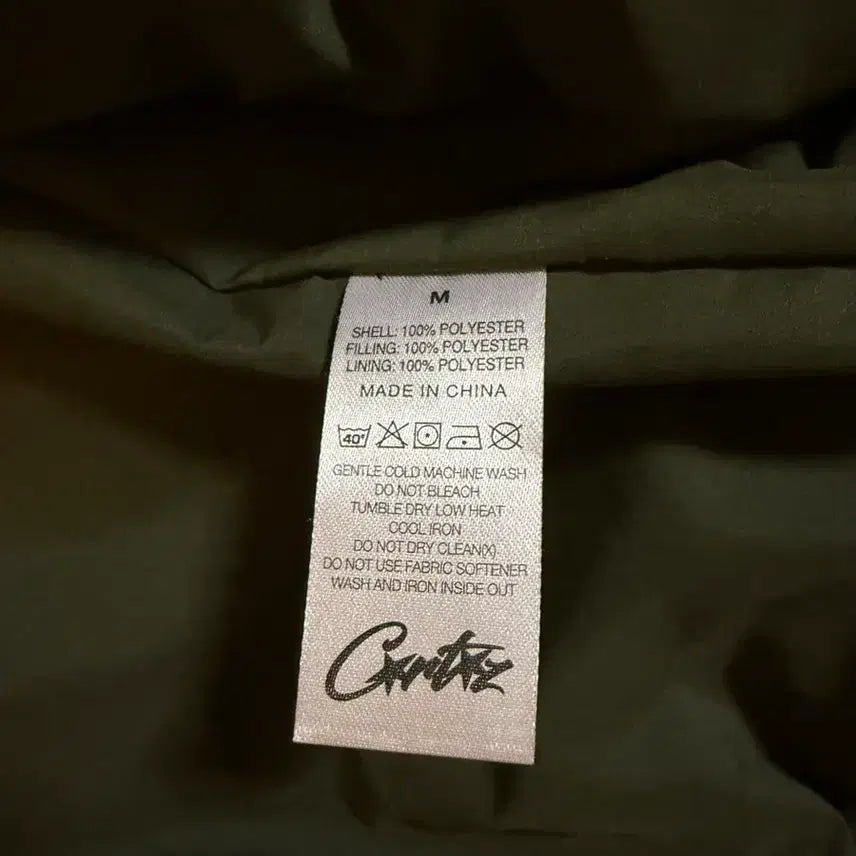 M
SHELL: 100% POLYESTER
FILLING: 100% POLYESTER
LINING: 100% POLYESTER
MADE IN CHINA
40°
GENTLE COLD MACHINE WASH
DO NOT BLEACH
TUMBLE DRY LOW HEAT
COOL IRON
DO NOT DRY CLEAN(X)
DO NOT USE FABRIC SOFTENER
WASH AND IRON INSIDE OUT
Crtz